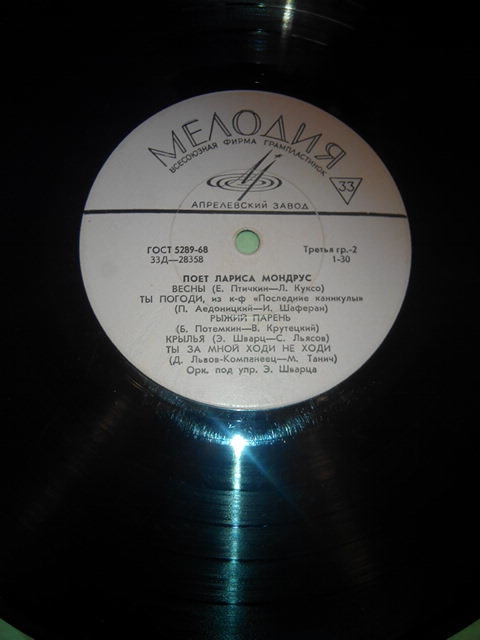 МЕЛОДИЯ
ВСЕСОЮЗНАЯ ФИРМА ГРАМПЛАСТИНОК
33
АПРЕЛЕВСКИЙ ЗАВОД
ГОСТ 5289-68 Третья гр.-2
33Д—28358 1-30
ПОЕТ ЛАРИСА МОНДРУС
ВЕСНЫ (Е. Птичкин—Л. Куксо)
ТЫ ПОГОДИ, из к-ф «Последние каникулы»
(П. Аедоницкий—И. Шаферан)
РЫЖИЙ ПАРЕНЬ
(Б. Потемкин—В. Крутецкий)
КРЫЛЬЯ (Э. Шварц—С. Льясов)
ТЫ ЗА МНОЙ ХОДИ НЕ ХОДИ
(Д. Львов-Компанеец—М. Танич)
Орк. под упр. Э. Шварца